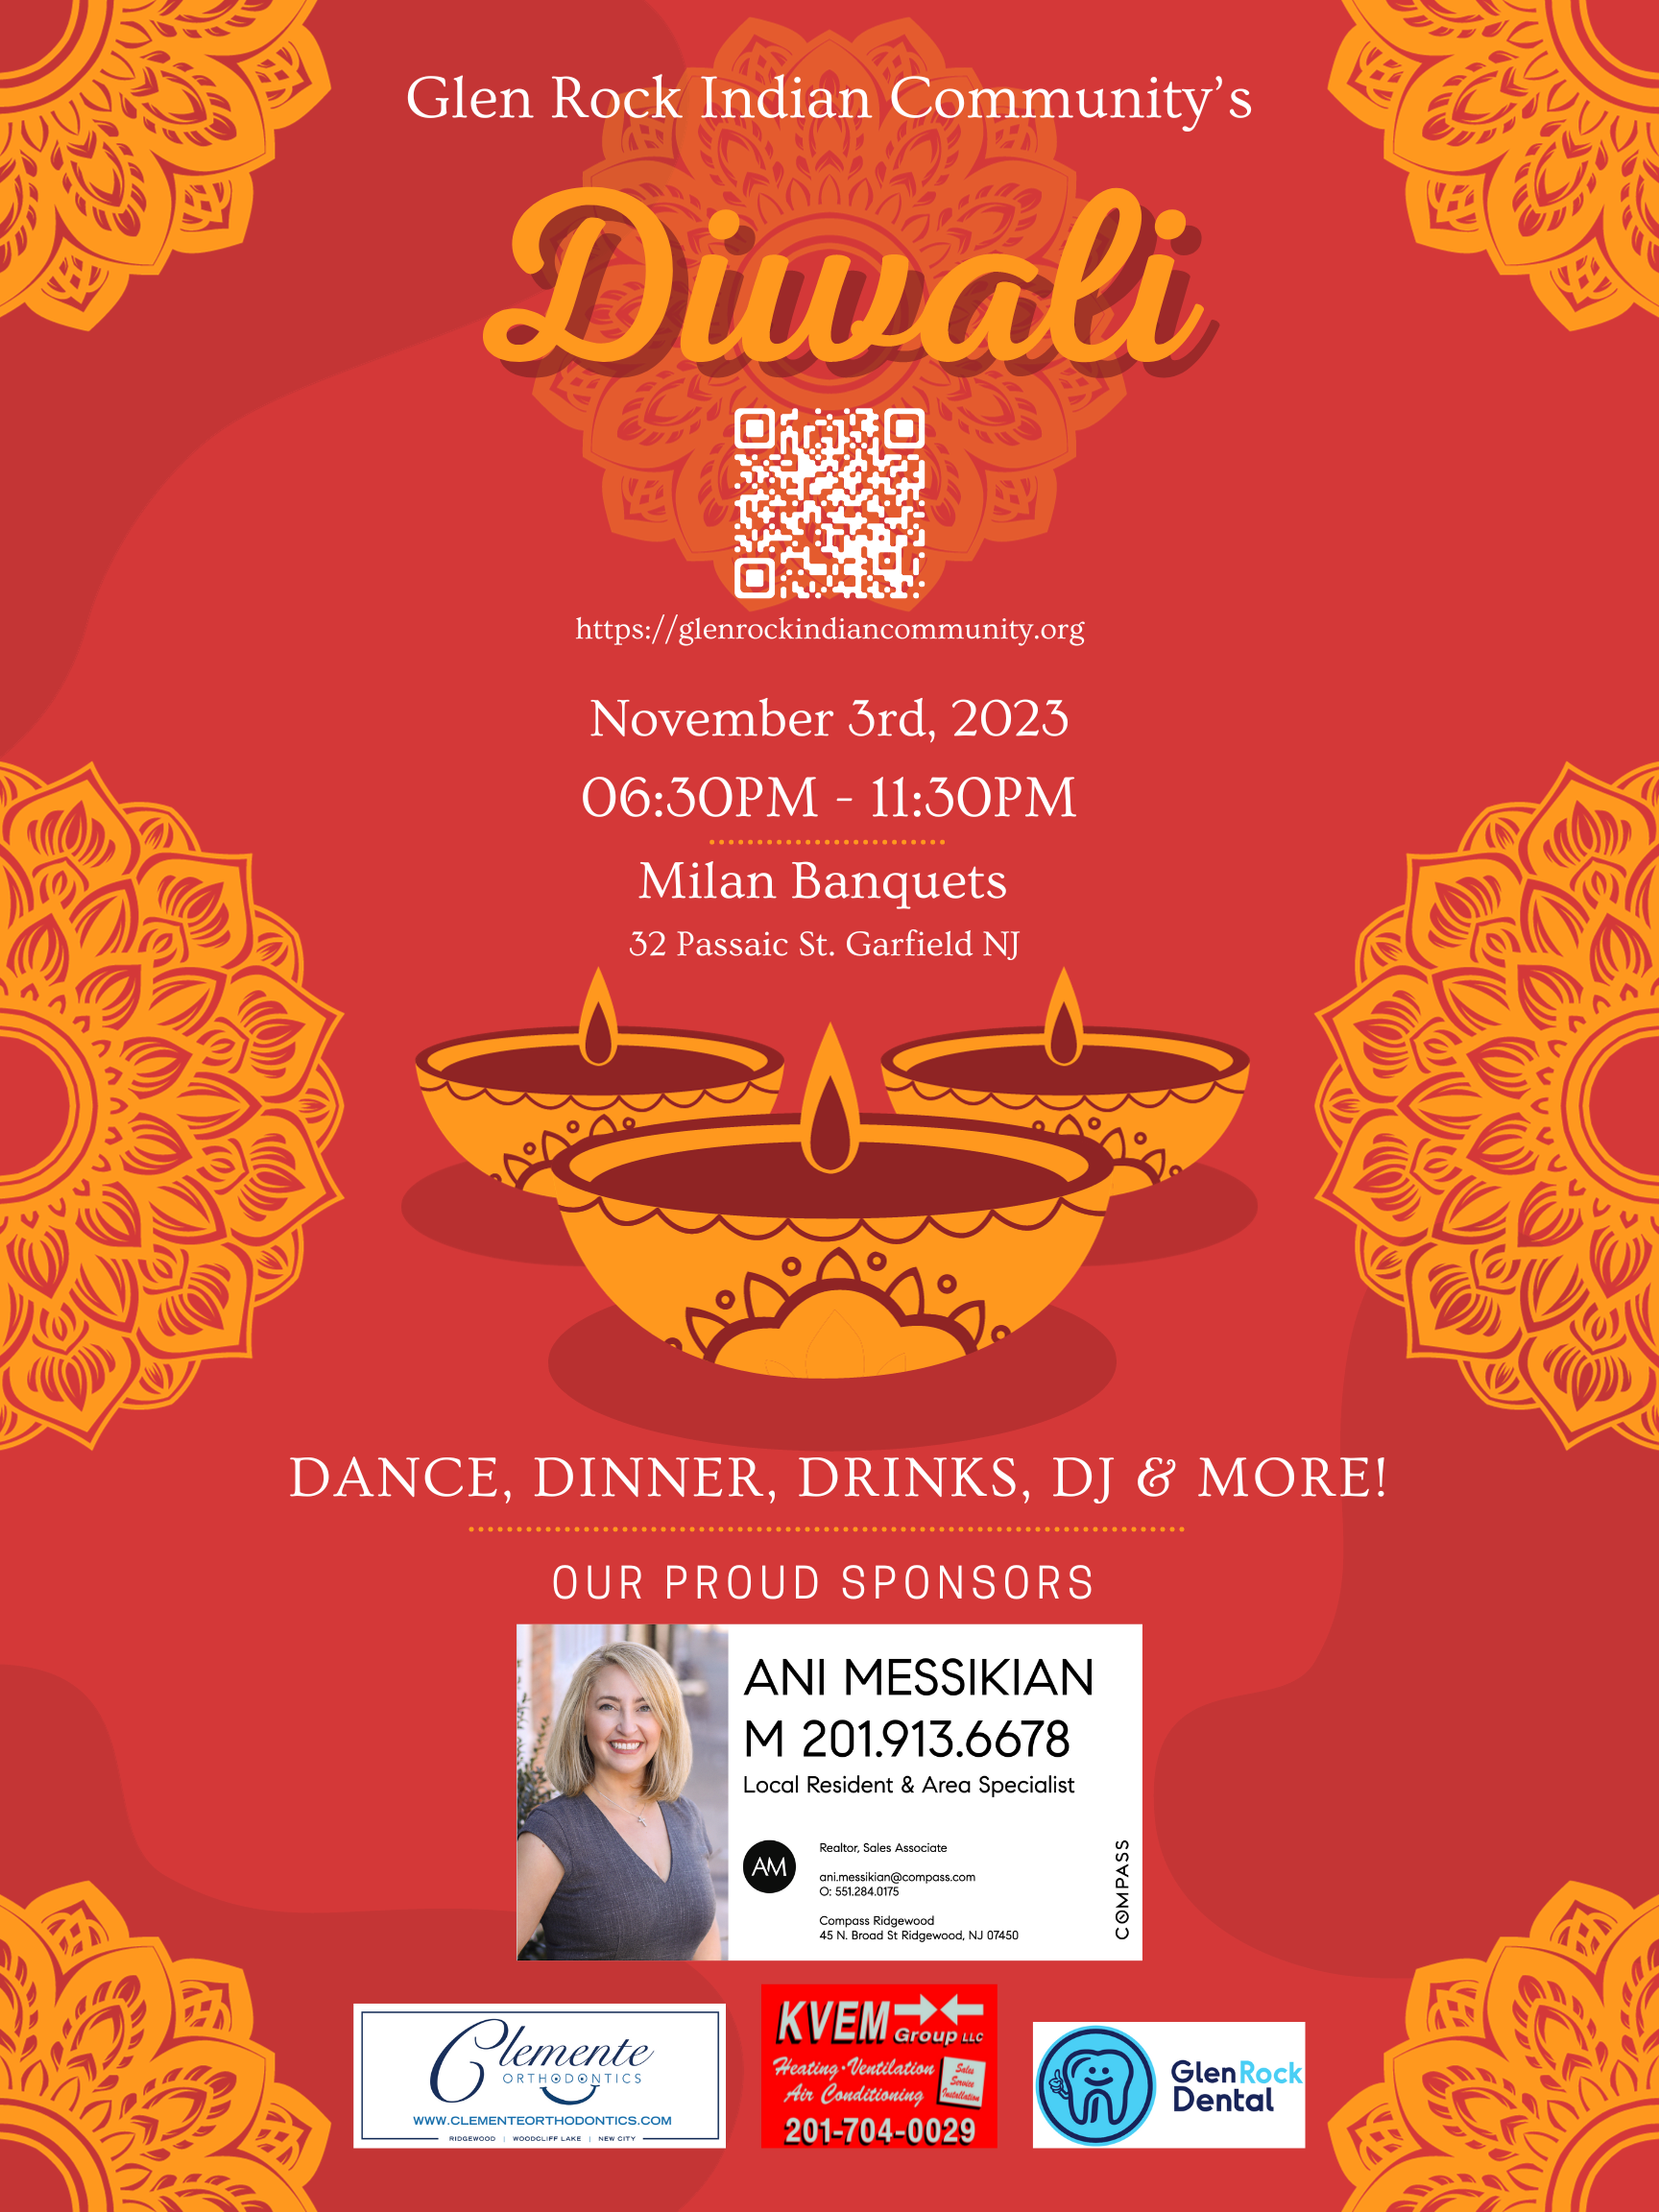 Glen Rock Indian Community’s
Diwali
https://glenrockindiancommunity.org
November 3rd, 2023
06:30PM - 11:30PM
Milan Banquets
32 Passaic St. Garfield NJ
DANCE, DINNER, DRINKS, DJ & MORE!
OUR PROUD SPONSORS
ANI MESSIKIAN
M 201.913.6678
Local Resident & Area Specialist
AM
Realtor, Sales Associate
ani.messikian@compass.com
O: 551.284.0175
Compass Ridgewood
45 N. Broad St Ridgewood, NJ 07450
COMPASS
Clemente
ORTHODONTICS
WWW.CLEMENTEORTHODONTICS.COM
RIDGEWOOD | WOODCLIFF LAKE | NEW CITY
KVEM
Group LLC
Heating·Ventilation
Air Conditioning
Sales
Service
Installation
201-704-0029
GlenRock
Dental